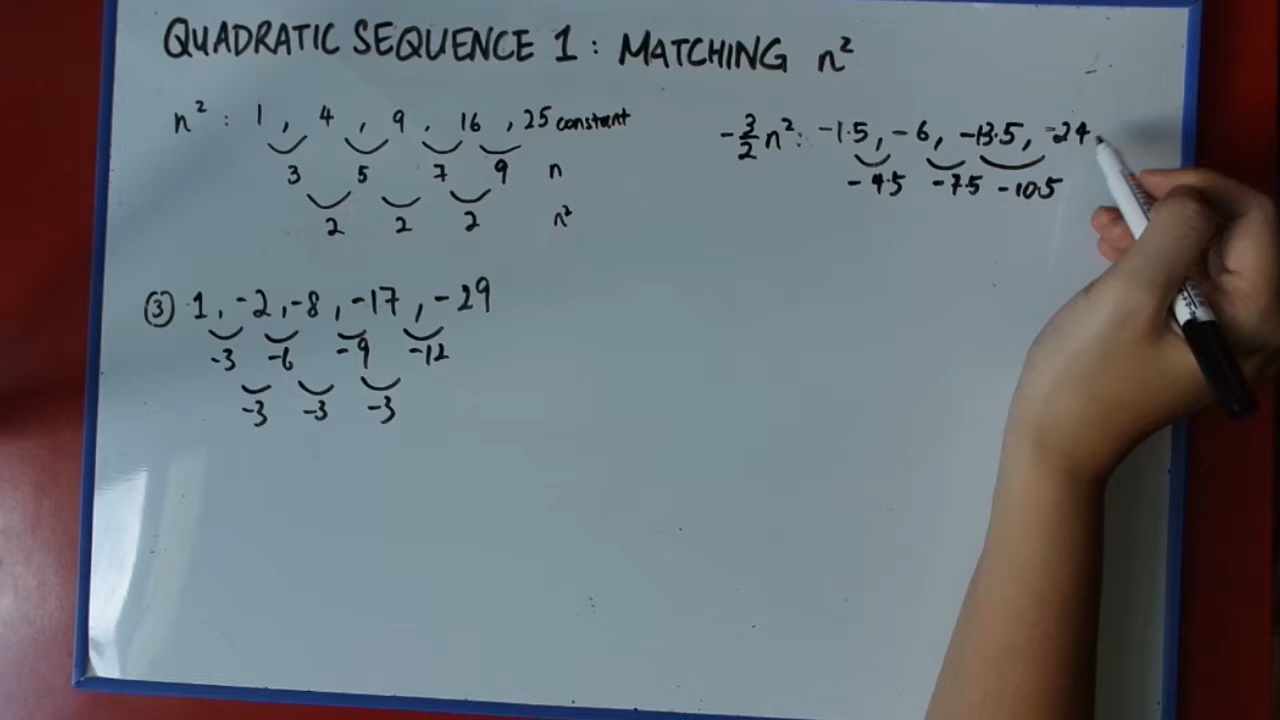 QUADRATIC SEQUENCE 1 : MATCHING n²
n² : 1 , 4 , 9 , 16 , 25 constant
3 5 7 9 n
2 2 2 n²
-3/2 n² : -1.5 , -6 , -13.5 , -24 ,
-4.5 -7.5 -10.5
③ 1 , -2 , -8 , -17 , -29
-3 -6 -9 -12
-3 -3 -3